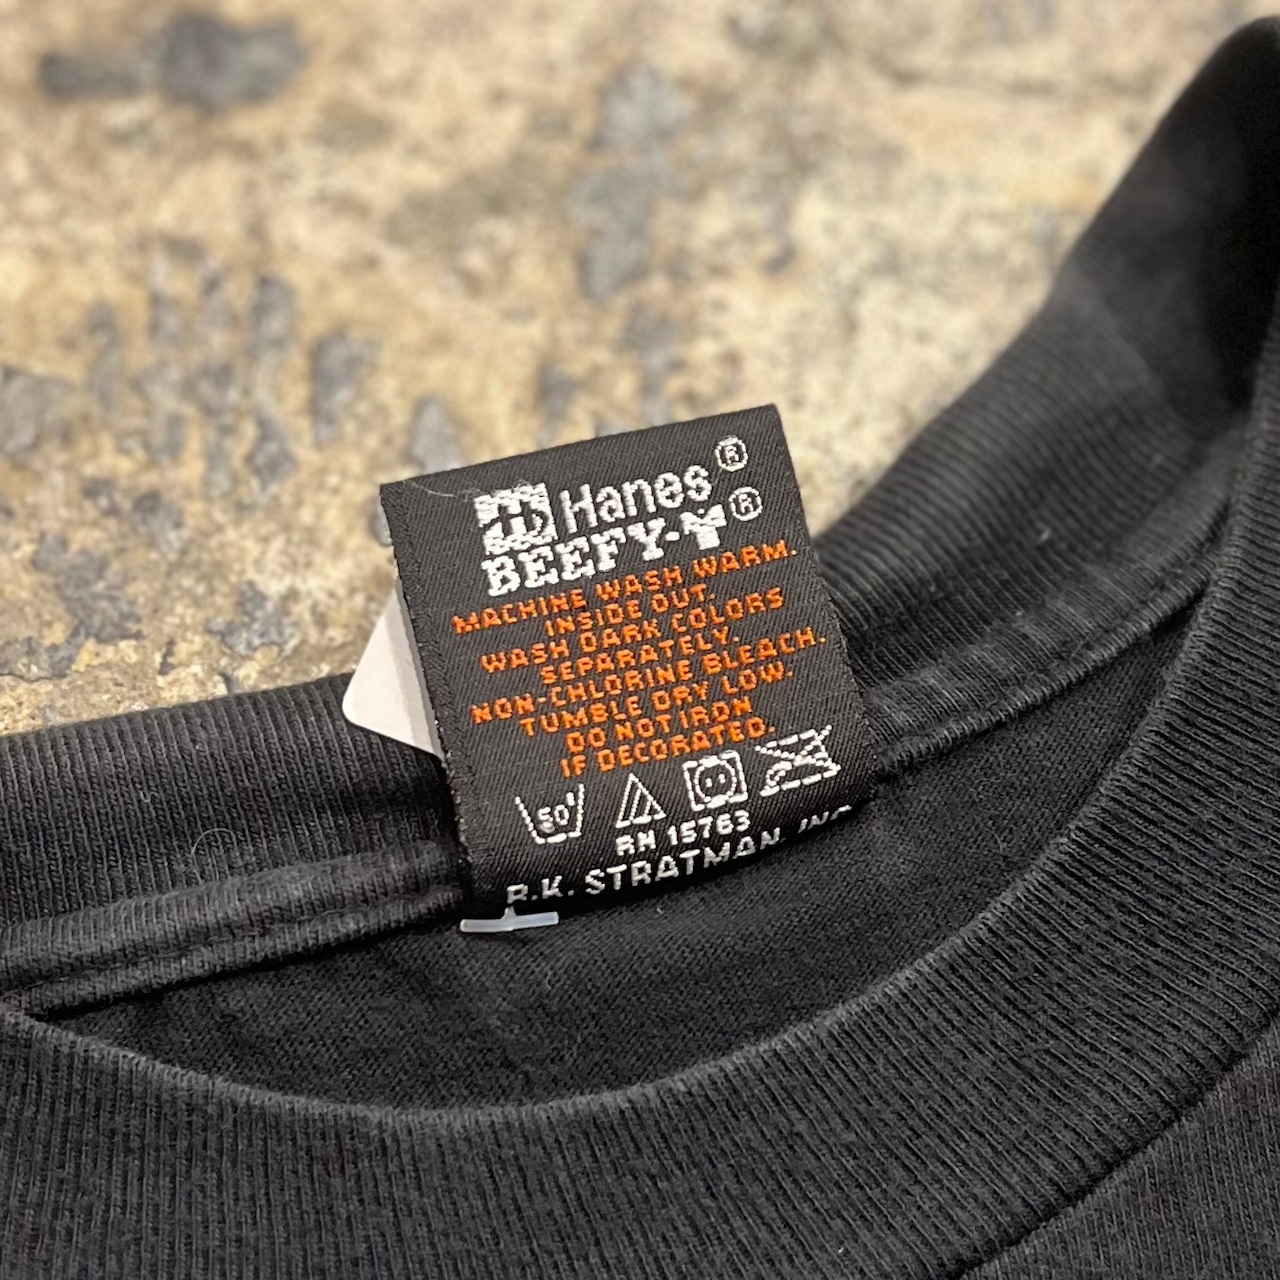 Hanes®
BEEFY-T®
MACHINE WASH WARM.
INSIDE OUT.
WASH DARK COLORS
SEPARATELY.
NON-CHLORINE BLEACH.
TUMBLE DRY LOW.
DO NOT IRON
IF DECORATED.
50°
RN 15763
R.K. STRATMAN, INC